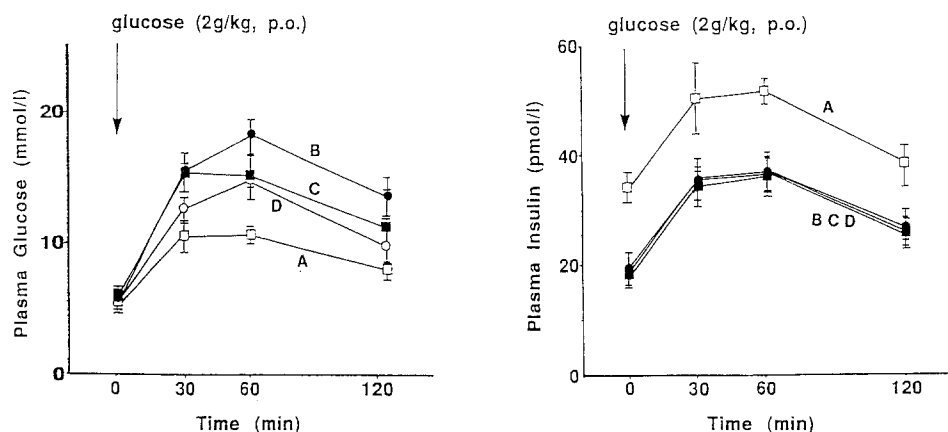 glucose (2g/kg, p.o.)
Plasma Glucose (mmol/l)
20
10
0
B
C
D
A
0 30 60 120
Time (min)
glucose (2g/kg, p.o.)
Plasma Insulin (pmol/l)
60
40
20
0
A
B C D
0 30 60 120
Time (min)